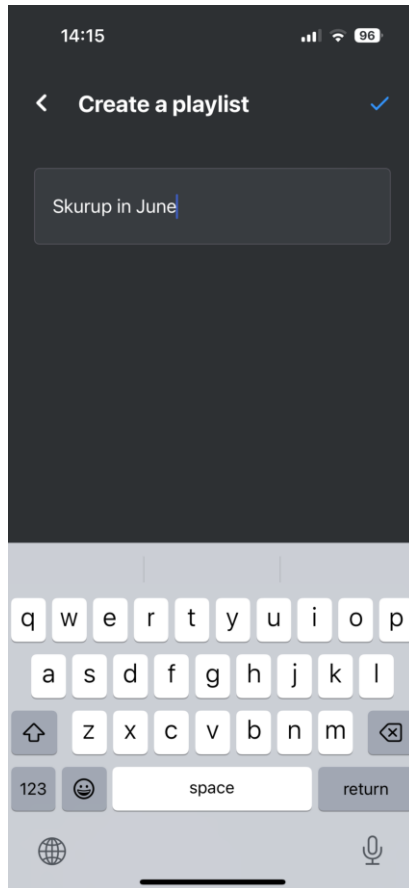 14:15
96
Create a playlist
Skurup in June
q w e r t y u i o p
a s d f g h j k l
z x c v b n m
123 space return